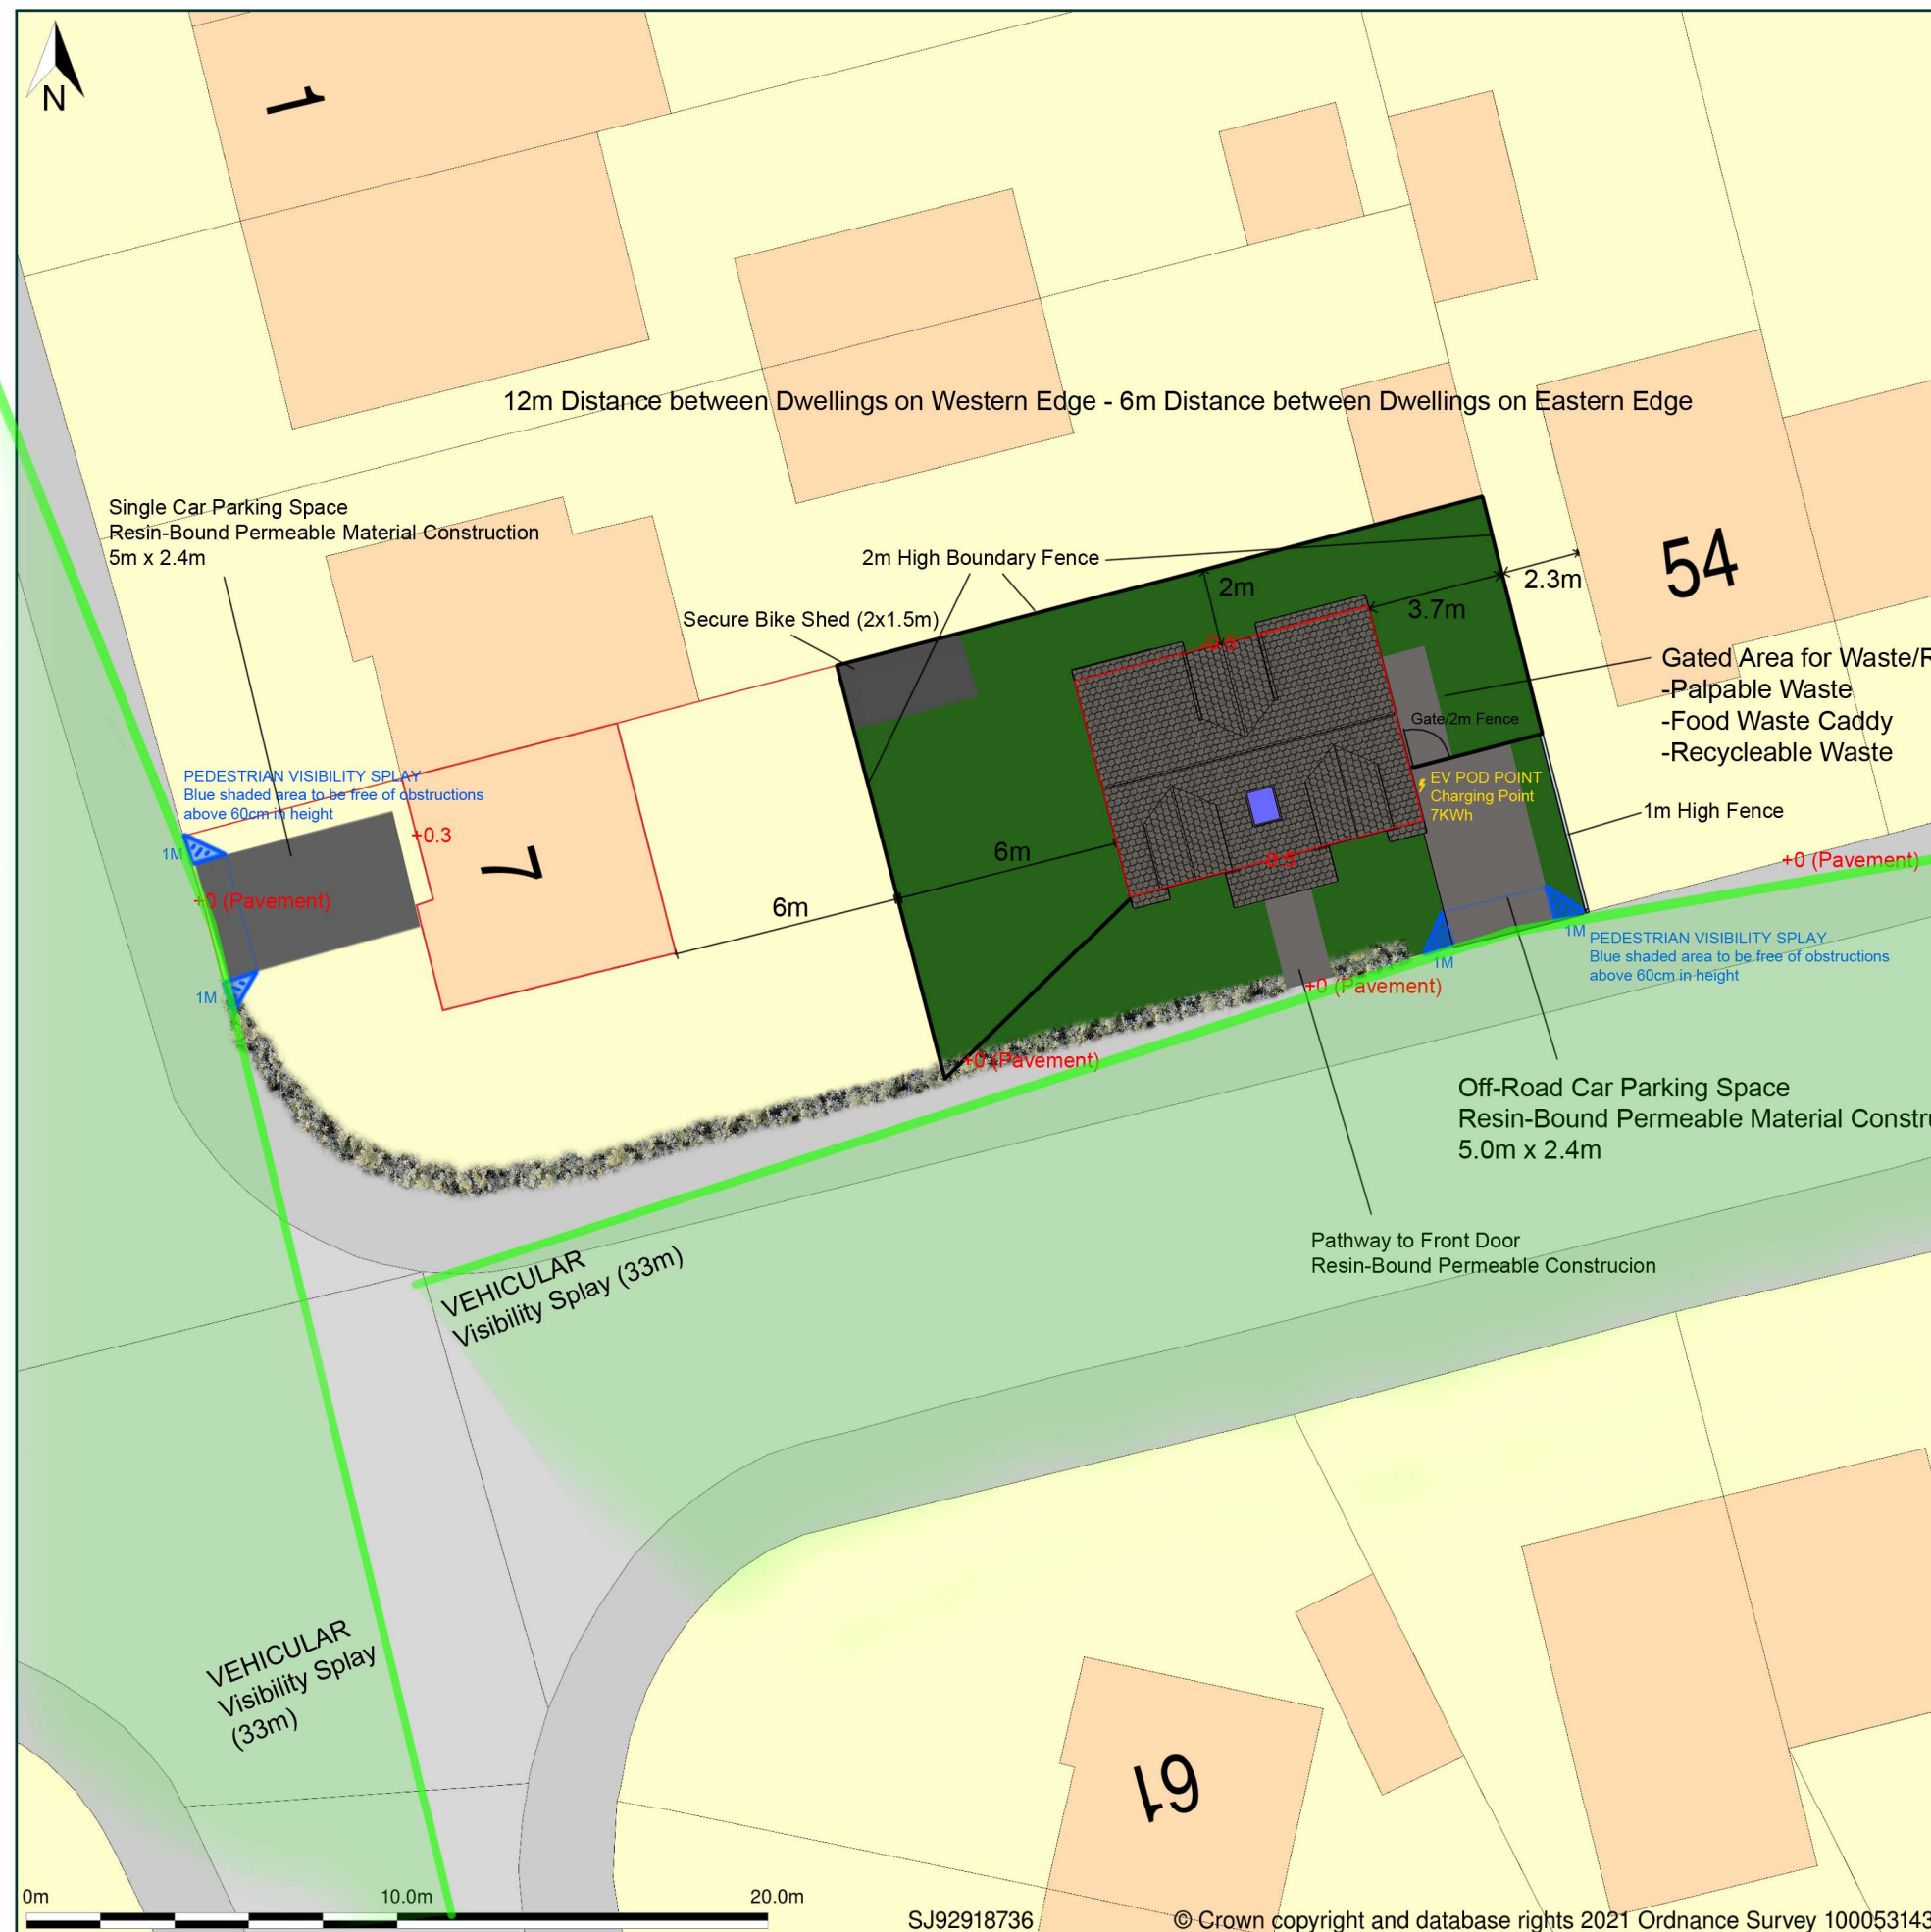 N
1
12m Distance between Dwellings on Western Edge - 6m Distance between Dwellings on Eastern Edge
Single Car Parking Space
Resin-Bound Permeable Material Construction
5m x 2.4m
2m High Boundary Fence
Secure Bike Shed (2x1.5m)
2m
3.7m
2.3m
54
-0.5
Gated Area for Waste/R
-Palpable Waste
-Food Waste Caddy
-Recycleable Waste
Gate/2m Fence
EV POD POINT
Charging Point
7KWh
1m High Fence
PEDESTRIAN VISIBILITY SPLAY
Blue shaded area to be free of obstructions
above 60cm in height
1M
+0.3
7
+0 (Pavement)
1M
6m
6m
-0.5
+0 (Pavement)
1M
1M
PEDESTRIAN VISIBILITY SPLAY
Blue shaded area to be free of obstructions
above 60cm in height
+0 (Pavement)
+0 (Pavement)
Off-Road Car Parking Space
Resin-Bound Permeable Material Constru
5.0m x 2.4m
Pathway to Front Door
Resin-Bound Permeable Construcion
VEHICULAR
Visibility Splay (33m)
VEHICULAR
Visibility Splay
(33m)
61
0m
10.0m
20.0m
SJ92918736
© Crown copyright and database rights 2021 Ordnance Survey 100053143